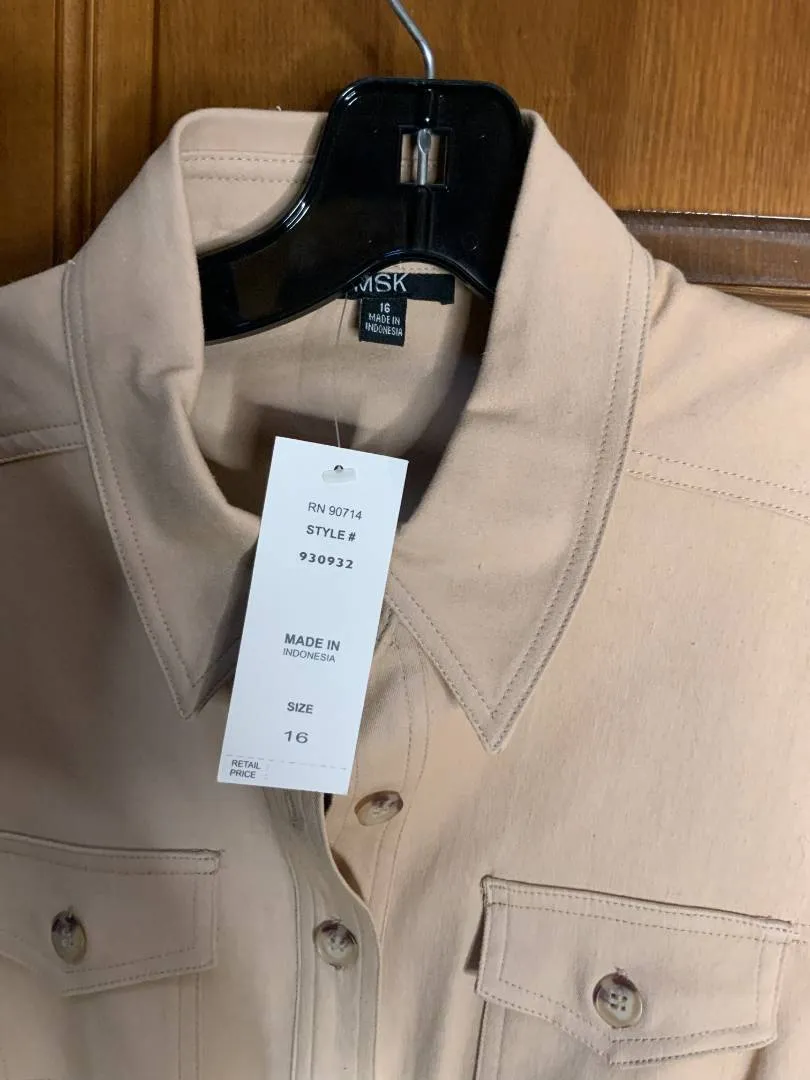 MSK
16
MADE IN
INDONESIA
RN 90714
STYLE #
930932
MADE IN
INDONESIA
SIZE
16
RETAIL
PRICE